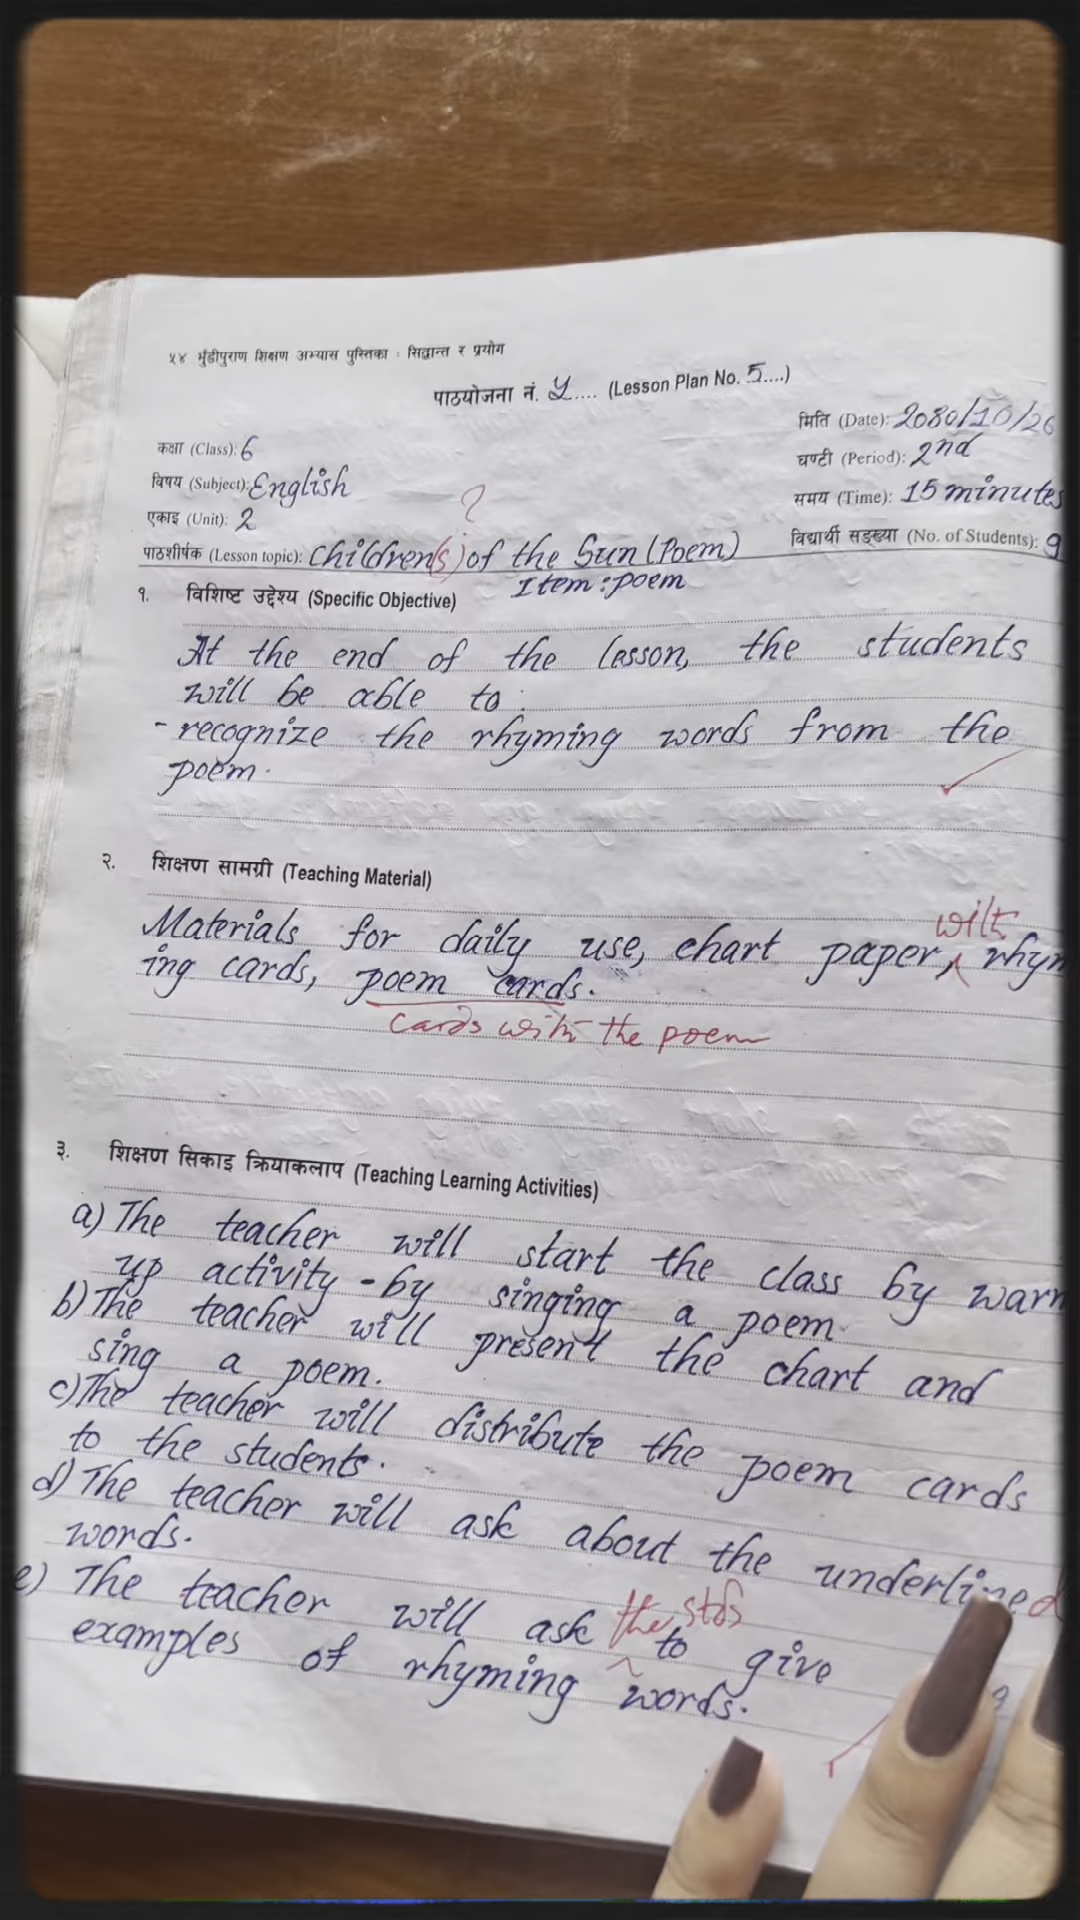 ५४ भुँडीपुराण शिक्षण अभ्यास पुस्तिका : सिद्धान्त र प्रयोग
पाठयोजना नं. ५.... (Lesson Plan No. 5....)
मिति (Date): 2080/10/26
कक्षा (Class): 6
घण्टी (Period): 2nd
विषय (Subject): English
समय (Time): 15 minutes
एकाइ (Unit): 2
?
विद्यार्थी सङ्ख्या (No. of Students): 9
पाठशीर्षक (Lesson topic): Children(s) of the Sun (Poem)
Item : poem
१. विशिष्ट उद्देश्य (Specific Objective)
At the end of the lesson, the students
will be able to :
- recognize the rhyming words from the
poem.
२. शिक्षण सामग्री (Teaching Material)
with
Materials for daily use, chart paper, rhym
ing cards, poem cards.
cards with the poem
३. शिक्षण सिकाइ क्रियाकलाप (Teaching Learning Activities)
a) The teacher will start the class by warm
up activity - by singing a poem.
b) The teacher will present the chart and
sing a poem.
c) The teacher will distribute the poem cards
to the students.
d) The teacher will ask about the underlined
words.
the stds
e) The teacher will ask to give
examples of rhyming words.